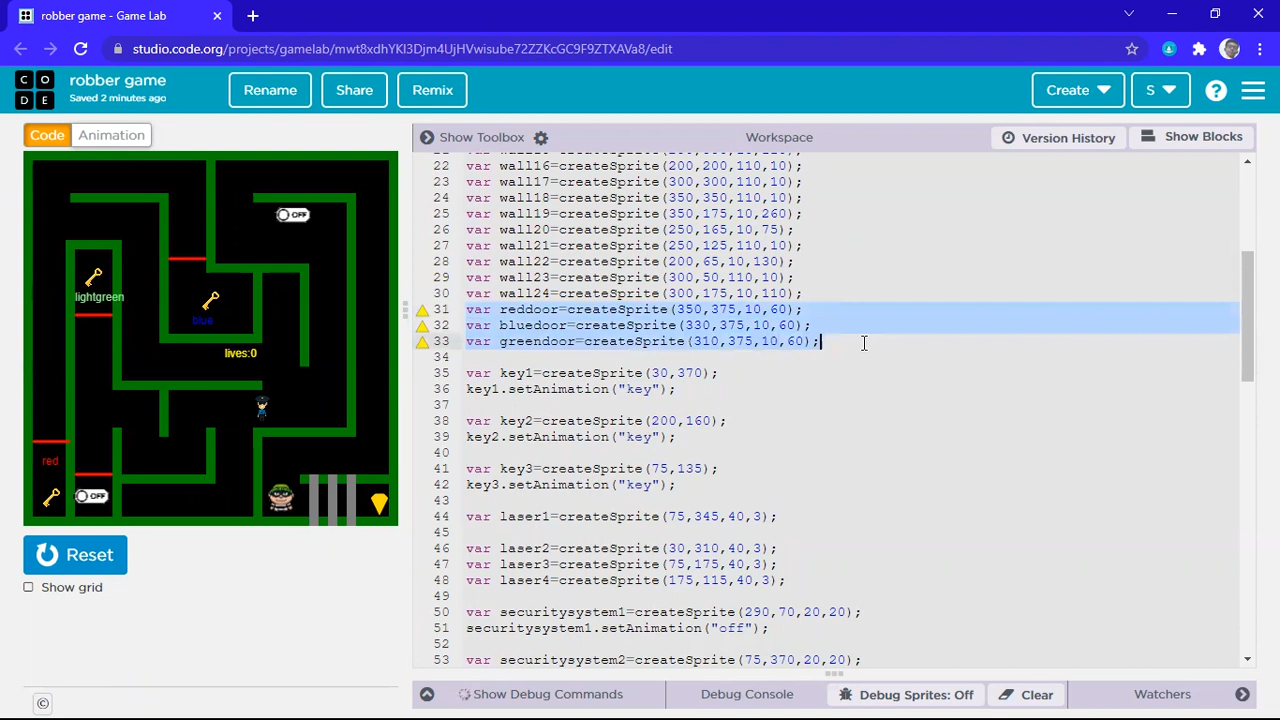 robber game - Game Lab
studio.code.org/projects/gamelab/mwt8xdhYKl3Djm4UjHVwisube72ZZKcGC9F9ZTXAVa8/edit
C O D E
robber game
Saved 2 minutes ago
Rename
Share
Remix
Create
S
?
Code
Animation
Show Toolbox
Workspace
Version History
Show Blocks
22 var wall16=createSprite(200,200,110,10);
23 var wall17=createSprite(300,300,110,10);
24 var wall18=createSprite(350,350,110,10);
25 var wall19=createSprite(350,175,10,260);
26 var wall20=createSprite(250,165,10,75);
27 var wall21=createSprite(250,125,110,10);
28 var wall22=createSprite(200,65,10,130);
29 var wall23=createSprite(300,50,110,10);
30 var wall24=createSprite(300,175,10,110);
31 var reddoor=createSprite(350,375,10,60);
32 var bluedoor=createSprite(330,375,10,60);
33 var greendoor=createSprite(310,375,10,60);
34
35 var key1=createSprite(30,370);
36 key1.setAnimation("key");
37
38 var key2=createSprite(200,160);
39 key2.setAnimation("key");
40
41 var key3=createSprite(75,135);
42 key3.setAnimation("key");
43
44 var laser1=createSprite(75,345,40,3);
45
46 var laser2=createSprite(30,310,40,3);
47 var laser3=createSprite(75,175,40,3);
48 var laser4=createSprite(175,115,40,3);
49
50 var securitysystem1=createSprite(290,70,20,20);
51 securitysystem1.setAnimation("off");
52
53 var securitysystem2=createSprite(75,370,20,20);
OFF
lightgreen
blue
lives:0
red
OFF
Reset
Show grid
©
Show Debug Commands
Debug Console
Debug Sprites: Off
Clear
Watchers